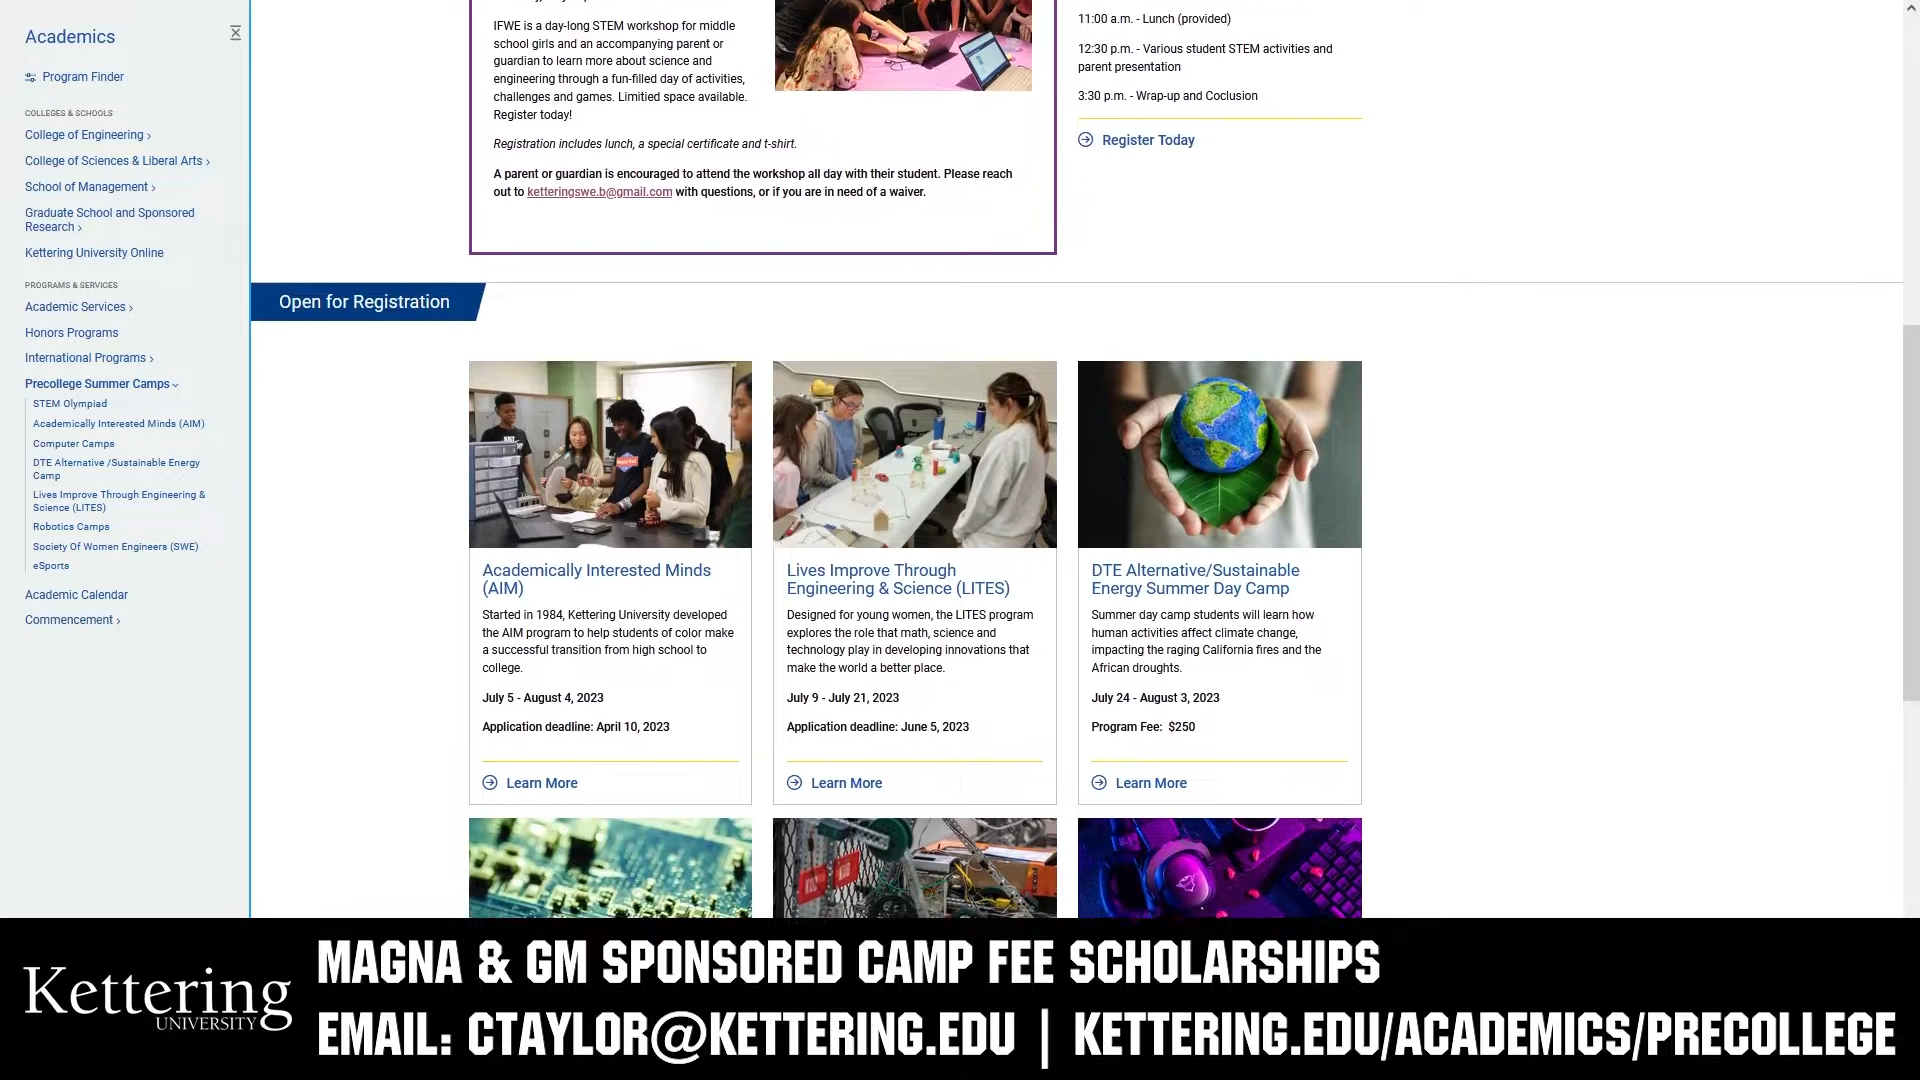 Academics
Program Finder
COLLEGES & SCHOOLS
College of Engineering
College of Sciences & Liberal Arts
School of Management
Graduate School and Sponsored
Research
Kettering University Online
PROGRAMS & SERVICES
Academic Services
Honors Programs
International Programs
Precollege Summer Camps
STEM Olympiad
Academically Interested Minds (AIM)
Computer Camps
DTE Alternative /Sustainable Energy
Camp
Lives Improve Through Engineering &
Science (LITES)
Robotics Camps
Society Of Women Engineers (SWE)
eSports
Academic Calendar
Commencement
IFWE is a day-long STEM workshop for middle
school girls and an accompanying parent or
guardian to learn more about science and
engineering through a fun-filled day of activities,
challenges and games. Limitied space available.
Register today!
Registration includes lunch, a special certificate and t-shirt.
A parent or guardian is encouraged to attend the workshop all day with their student. Please reach
out to ketteringswe.b@gmail.com with questions, or if you are in need of a waiver.
11:00 a.m. - Lunch (provided)
12:30 p.m. - Various student STEM activities and
parent presentation
3:30 p.m. - Wrap-up and Coclusion
Register Today
Open for Registration
Academically Interested Minds
(AIM)
Started in 1984, Kettering University developed
the AIM program to help students of color make
a successful transition from high school to
college.
July 5 - August 4, 2023
Application deadline: April 10, 2023
Learn More
Lives Improve Through
Engineering & Science (LITES)
Designed for young women, the LITES program
explores the role that math, science and
technology play in developing innovations that
make the world a better place.
July 9 - July 21, 2023
Application deadline: June 5, 2023
Learn More
DTE Alternative/Sustainable
Energy Summer Day Camp
Summer day camp students will learn how
human activities affect climate change,
impacting the raging California fires and the
African droughts.
July 24 - August 3, 2023
Program Fee: $250
Learn More
Kettering
UNIVERSITY
MAGNA & GM SPONSORED CAMP FEE SCHOLARSHIPS
EMAIL: CTAYLOR@KETTERING.EDU | KETTERING.EDU/ACADEMICS/PRECOLLEGE